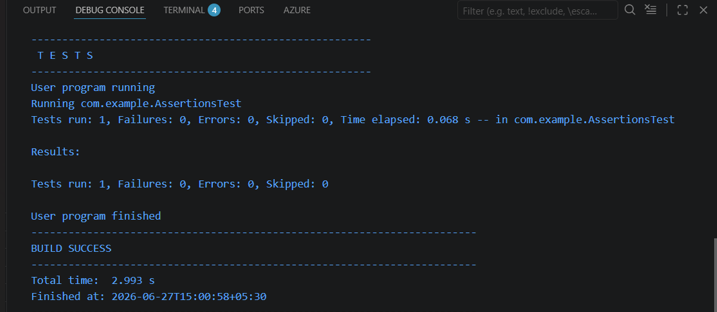 OUTPUT DEBUG CONSOLE TERMINAL 4 PORTS AZURE Filter (e.g. text, !exclude, \esca...
-------------------------------------------------------
T E S T S
-------------------------------------------------------
User program running
Running com.example.AssertionsTest
Tests run: 1, Failures: 0, Errors: 0, Skipped: 0, Time elapsed: 0.068 s -- in com.example.AssertionsTest
Results:
Tests run: 1, Failures: 0, Errors: 0, Skipped: 0
User program finished
------------------------------------------------------------------------
BUILD SUCCESS
------------------------------------------------------------------------
Total time:  2.993 s
Finished at: 2026-06-27T15:00:58+05:30